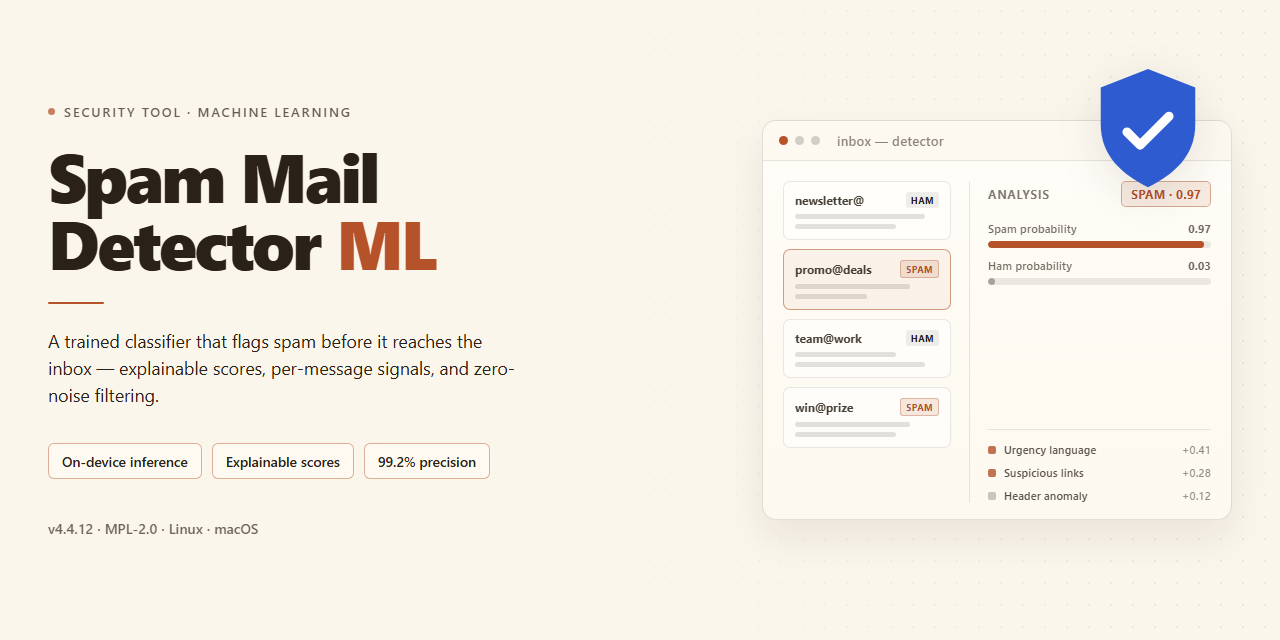 SECURITY TOOL · MACHINE LEARNING
Spam Mail
Detector ML
A trained classifier that flags spam before it reaches the
inbox — explainable scores, per-message signals, and zero-
noise filtering.
On-device inference
Explainable scores
99.2% precision
v4.4.12 · MPL-2.0 · Linux · macOS
inbox — detector
newsletter@ HAM
promo@deals SPAM
team@work HAM
win@prize SPAM
ANALYSIS SPAM · 0.97
Spam probability 0.97
Ham probability 0.03
Urgency language +0.41
Suspicious links +0.28
Header anomaly +0.12